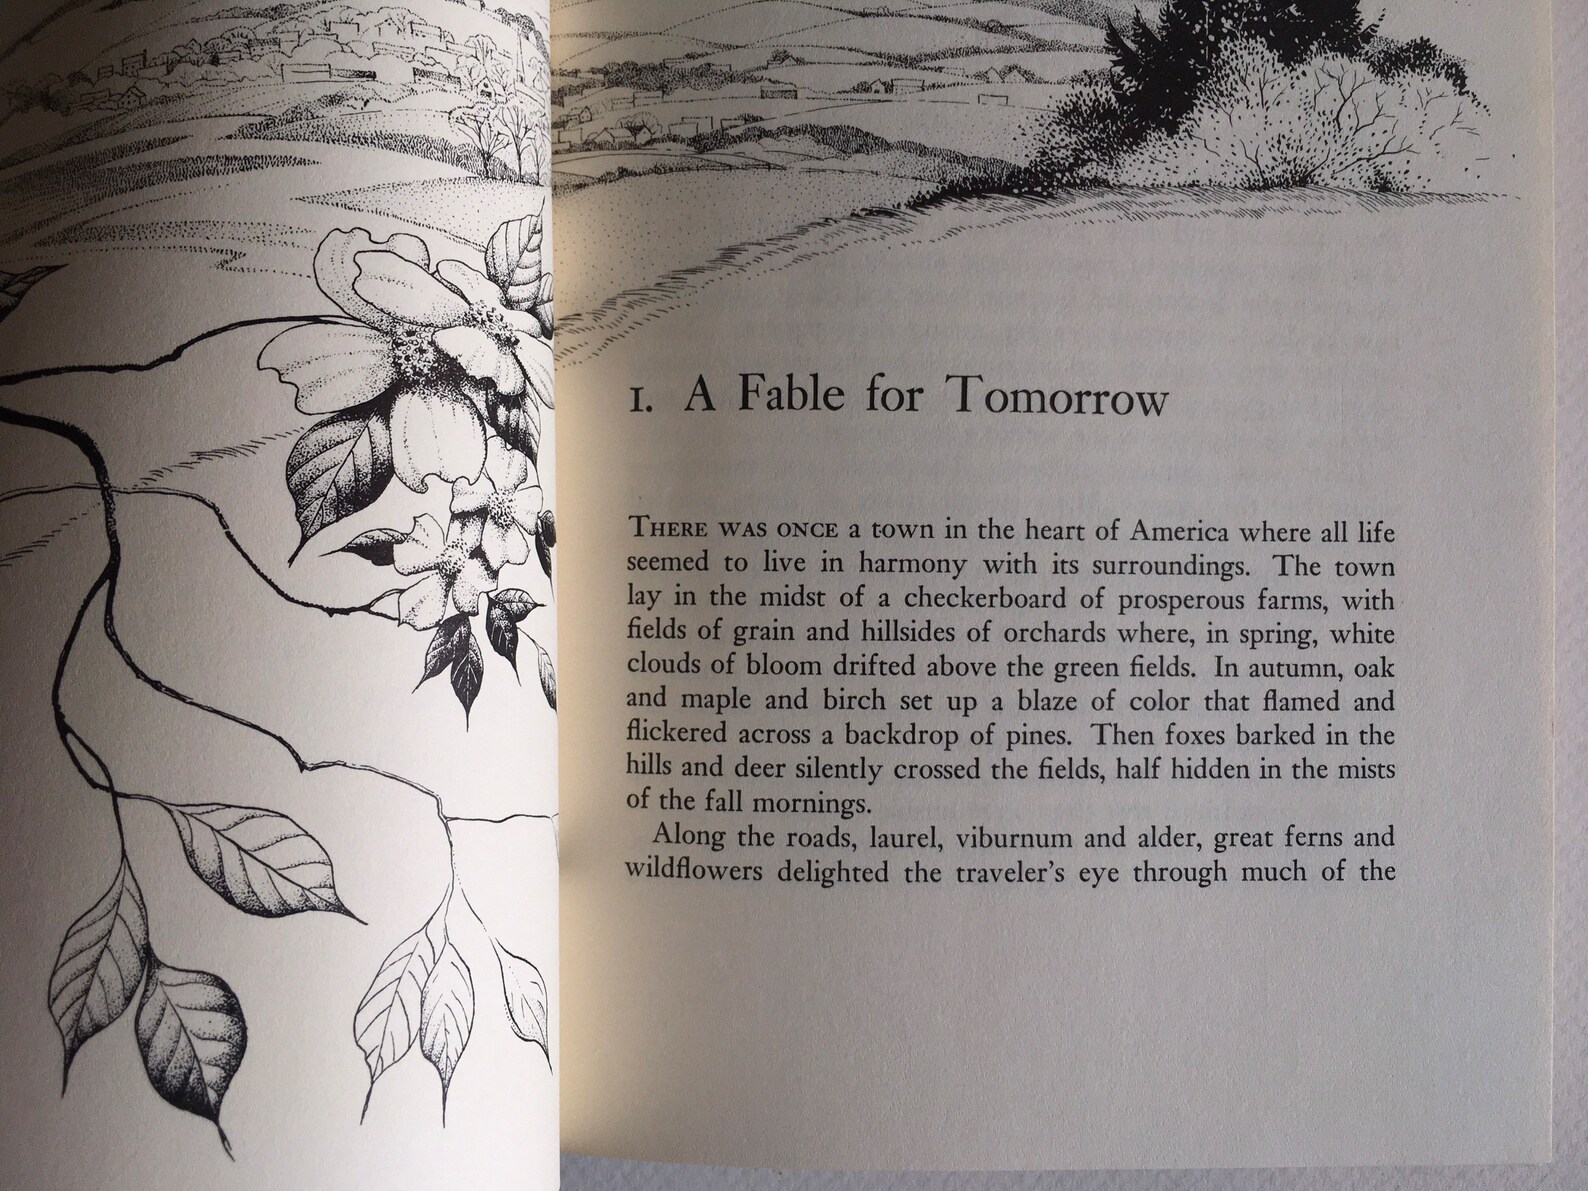 1. A Fable for Tomorrow
THERE WAS ONCE a town in the heart of America where all life
seemed to live in harmony with its surroundings. The town
lay in the midst of a checkerboard of prosperous farms, with
fields of grain and hillsides of orchards where, in spring, white
clouds of bloom drifted above the green fields. In autumn, oak
and maple and birch set up a blaze of color that flamed and
flickered across a backdrop of pines. Then foxes barked in the
hills and deer silently crossed the fields, half hidden in the mists
of the fall mornings.
Along the roads, laurel, viburnum and alder, great ferns and
wildflowers delighted the traveler's eye through much of the